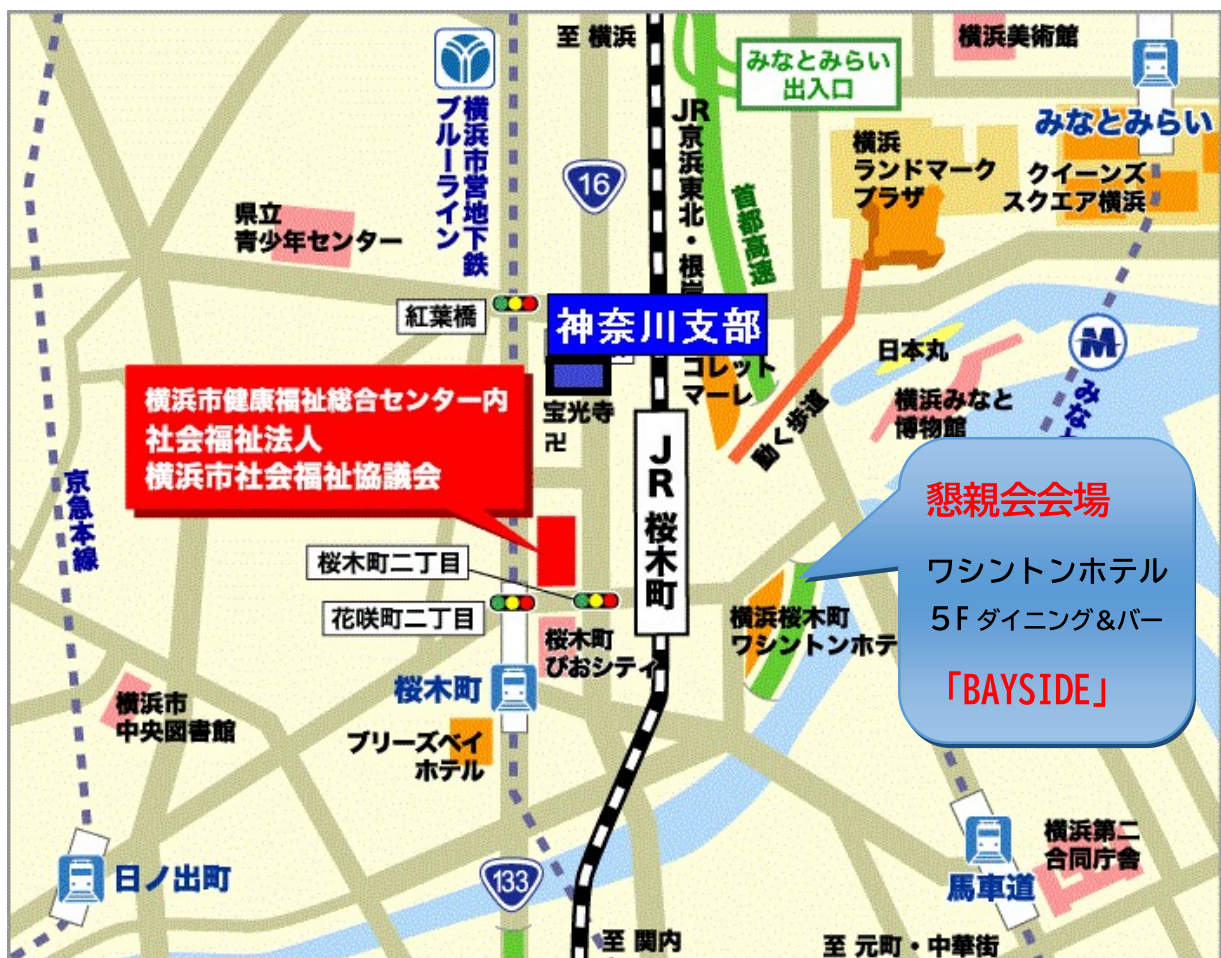 至 横浜
横浜美術館
みなとみらい
出入口
みなとみらい
横浜市営地下鉄
ブルーライン
16
JR京浜東北・根岸
首都高速
横浜
ランドマーク
プラザ
クイーンズ
スクエア横浜
県立
青少年センター
紅葉橋
神奈川支部
コレット
マーレ
動く歩道
日本丸
横浜みなと
博物館
M
みな
横浜市健康福祉総合センター内
社会福祉法人
横浜市社会福祉協議会
宝光寺
卍
JR桜木町
京急本線
懇親会会場
ワシントンホテル
5F ダイニング&バー
「BAYSIDE」
桜木町二丁目
花咲町二丁目
桜木町
ぴおシティ
横浜桜木町
ワシントンホテ
桜木町
横浜市
中央図書館
ブリーズベイ
ホテル
日ノ出町
133
馬車道
横浜第二
合同庁舎
至 関内
至 元町・中華街